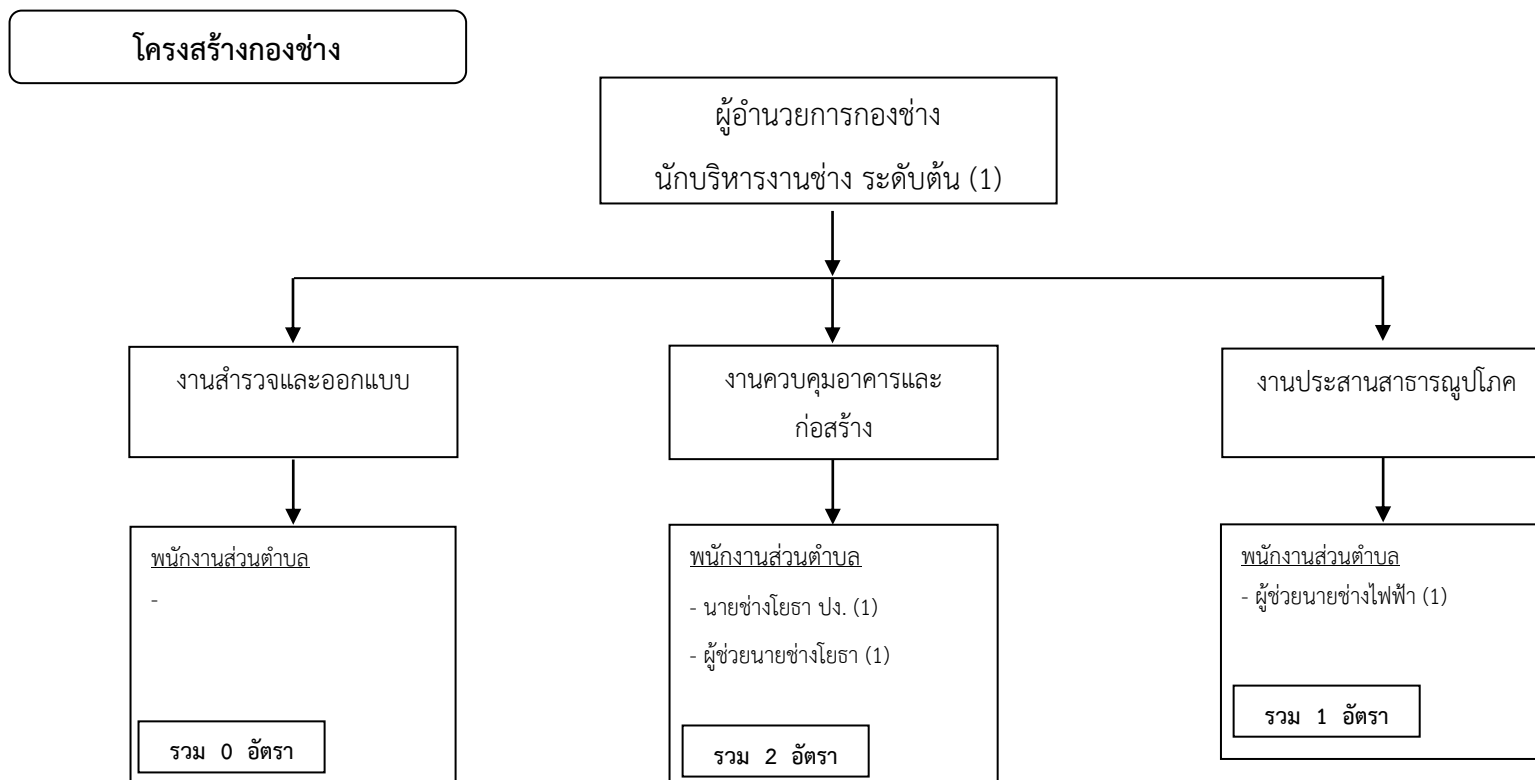 โครงสร้างกองช่าง
ผู้อำนวยการกองช่าง
นักบริหารงานช่าง ระดับต้น (1)
งานสำรวจและออกแบบ
งานควบคุมอาคารและ
ก่อสร้าง
งานประสานสาธารณูปโภค
พนักงานส่วนตำบล
-
รวม 0 อัตรา
พนักงานส่วนตำบล
- นายช่างโยธา ปง. (1)
- ผู้ช่วยนายช่างโยธา (1)
รวม 2 อัตรา
พนักงานส่วนตำบล
- ผู้ช่วยนายช่างไฟฟ้า (1)
รวม 1 อัตรา